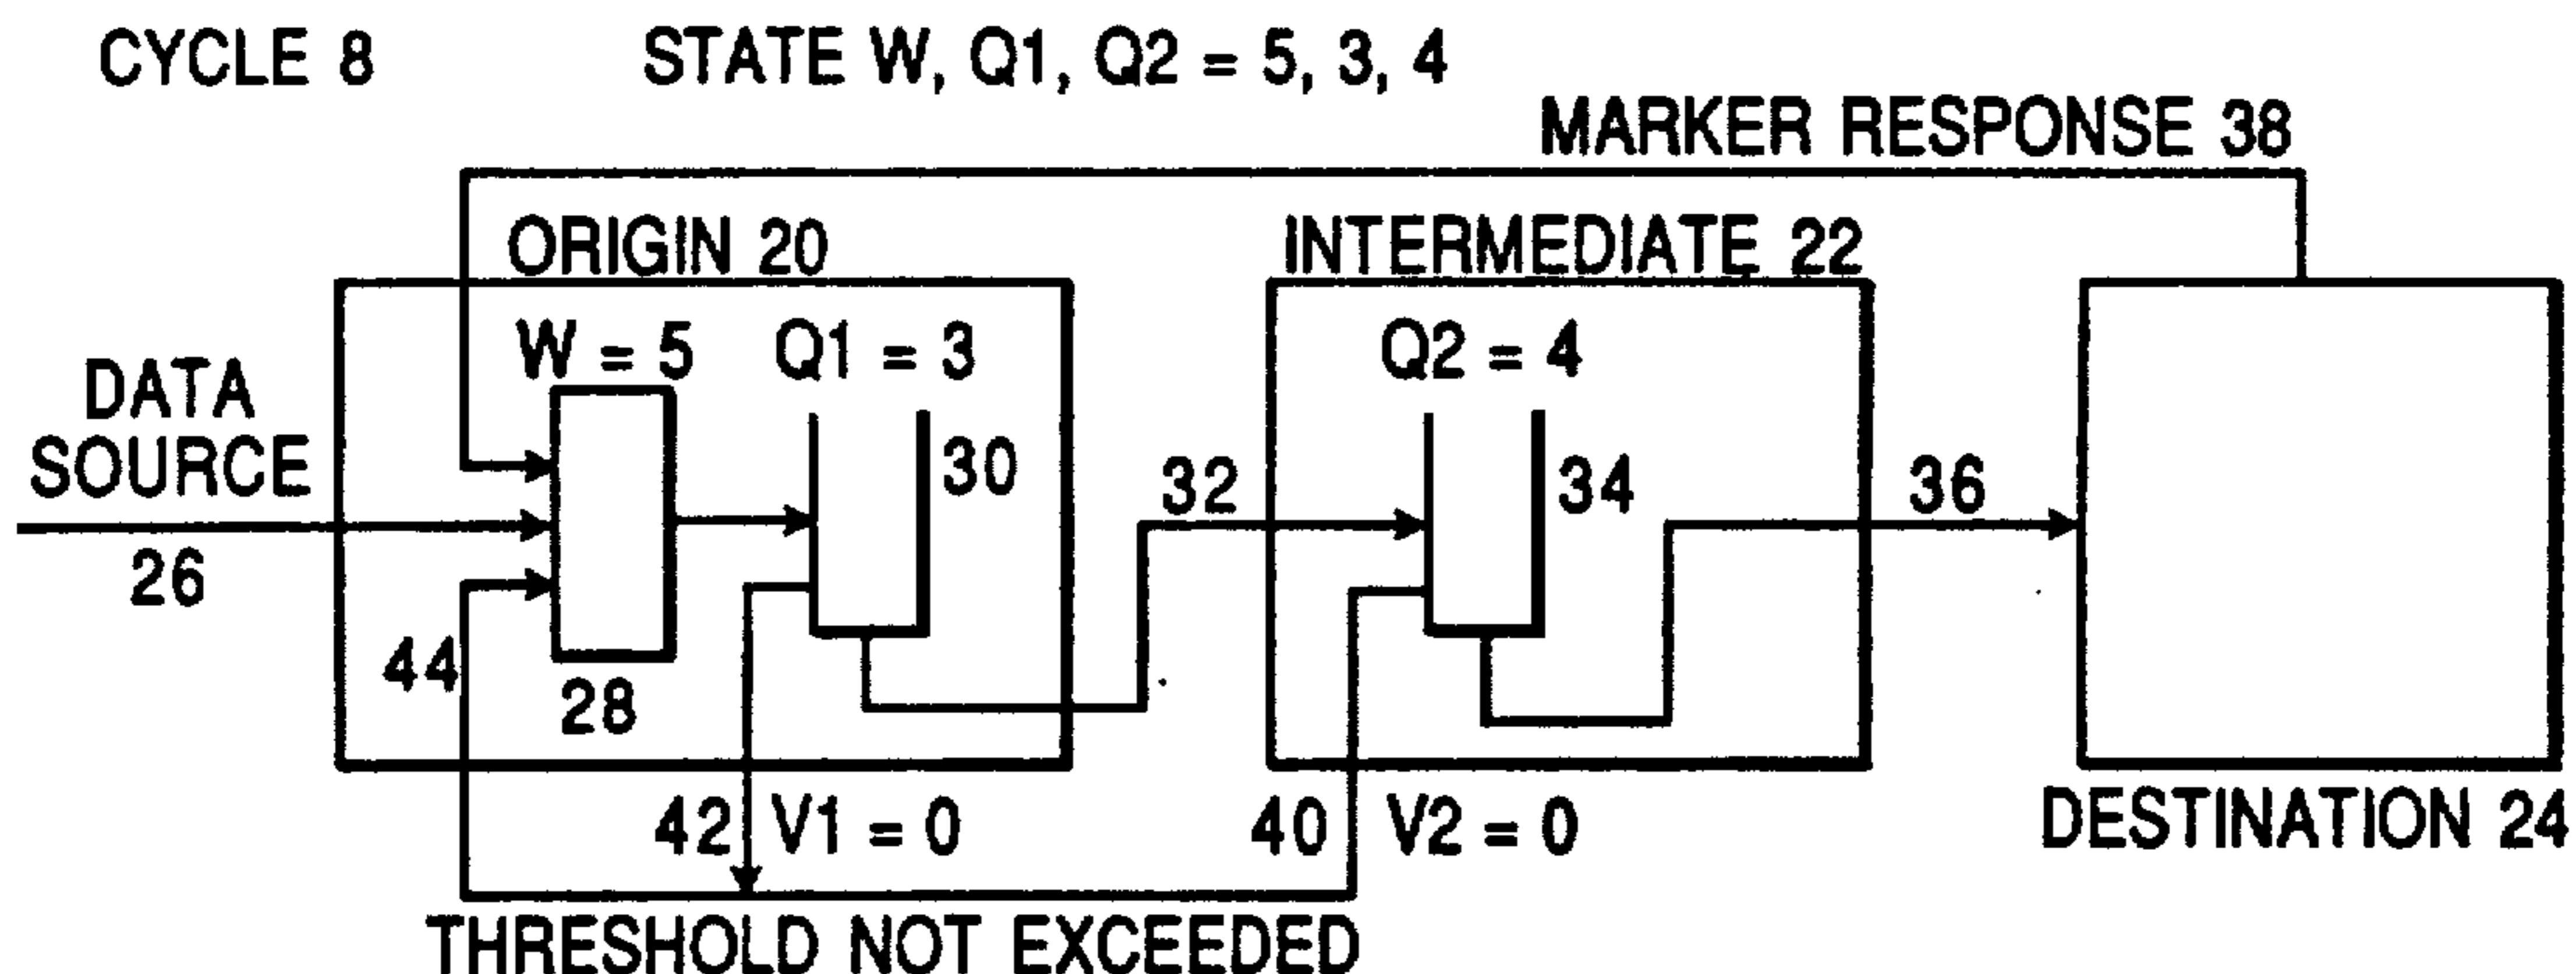 CYCLE 8
STATE W, Q1, Q2 = 5, 3, 4
MARKER RESPONSE 38
ORIGIN 20
INTERMEDIATE 22
W = 5
Q1 = 3
Q2 = 4
DATA
SOURCE
30
32
34
36
26
44
28
42
V1 = 0
40
V2 = 0
DESTINATION 24
THRESHOLD NOT EXCEEDED